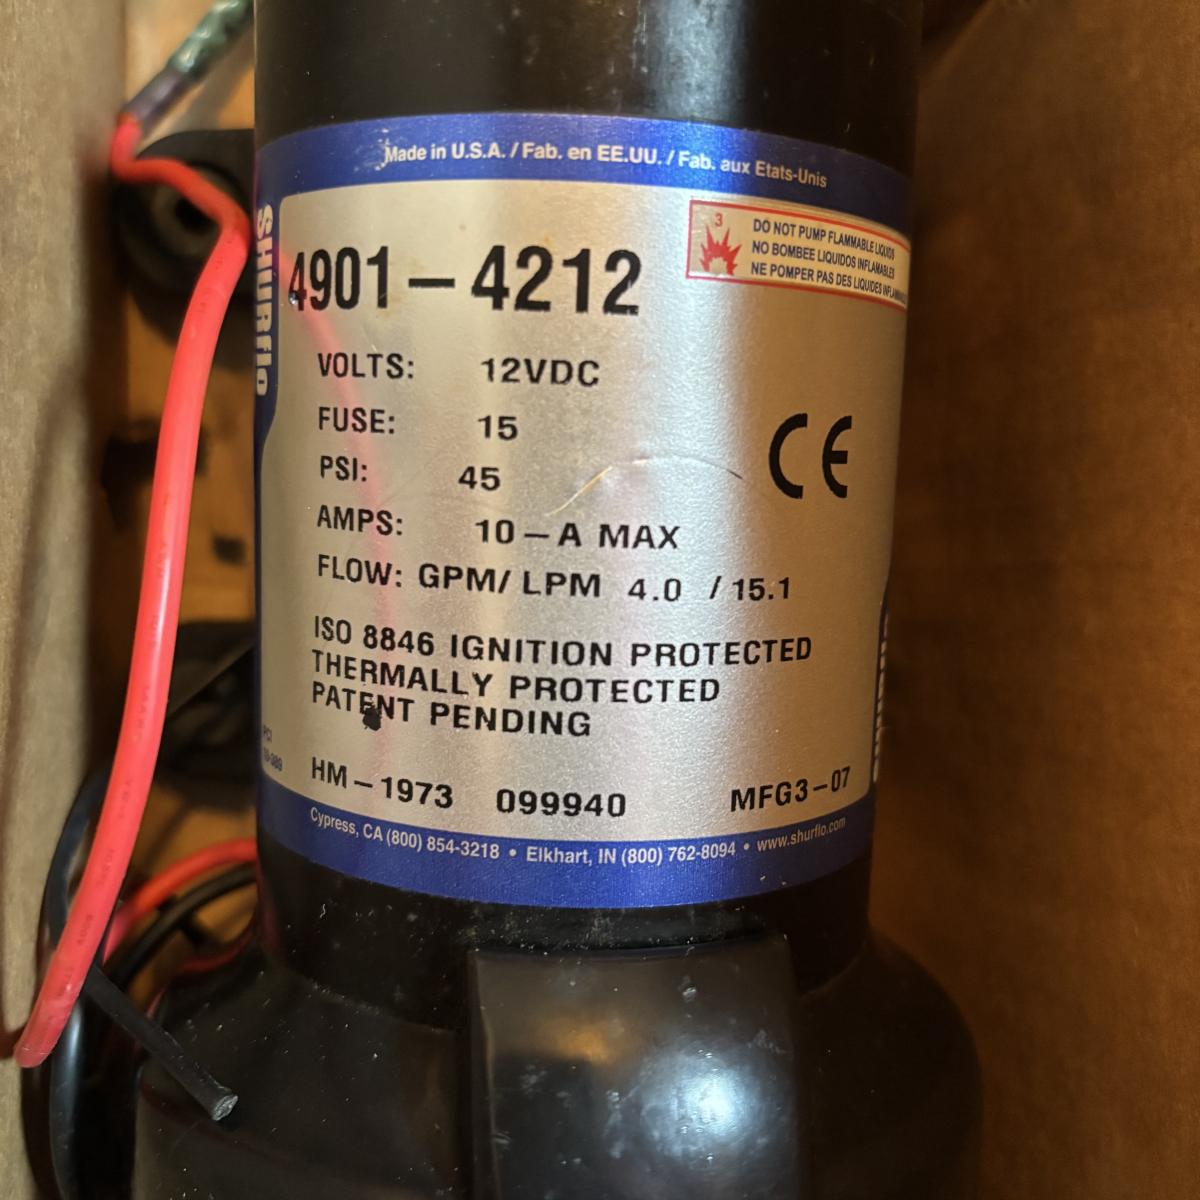 Made in U.S.A. / Fab. en EE.UU. / Fab. aux Etats-Unis
SHURflo
3
DO NOT PUMP FLAMMABLE LIQUIDS
NO BOMBEE LIQUIDOS INFLAMABLES
NE POMPER PAS DES LIQUIDES
4901-4212
VOLTS: 12VDC
FUSE: 15
PSI: 45
AMPS: 10-A MAX
FLOW: GPM/ LPM 4.0 / 15.1
CE
ISO 8846 IGNITION PROTECTED
THERMALLY PROTECTED
PATENT PENDING
HM-1973 099940 MFG3-07
Cypress, CA (800) 854-3218 • Elkhart, IN (800) 762-8094 • www.shurflo.com